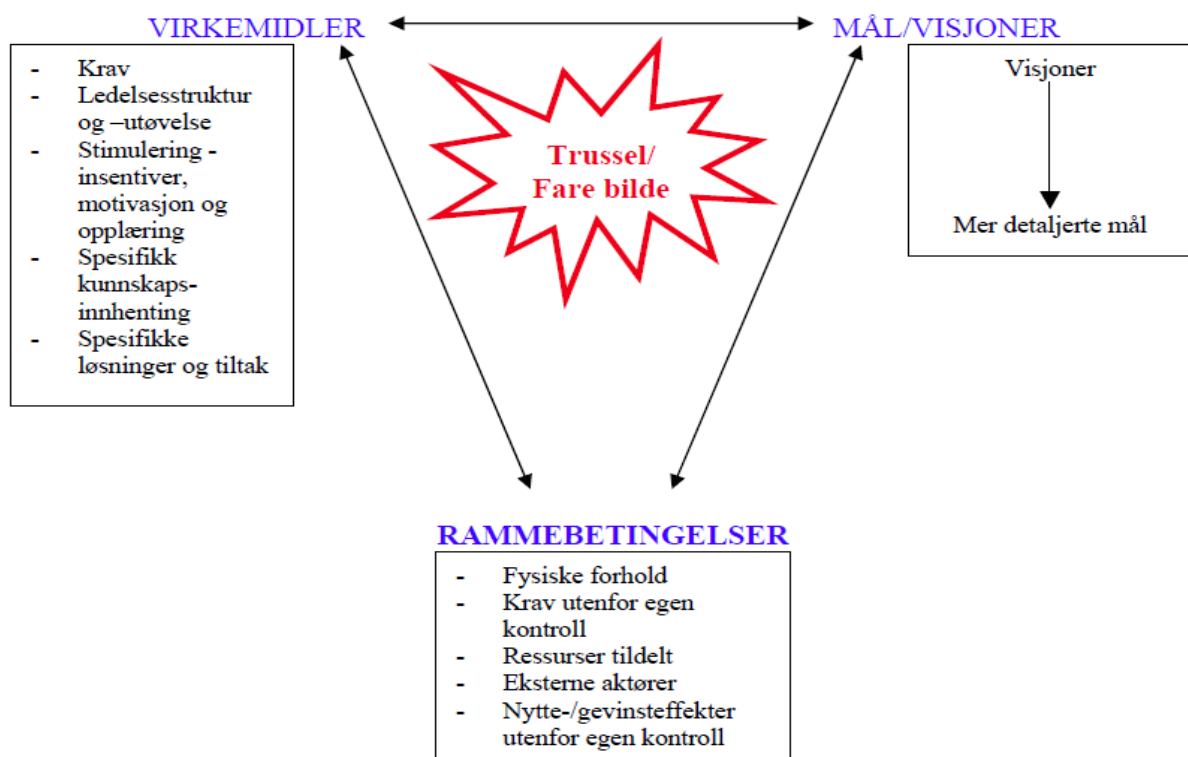 VIRKEMIDLER
- Krav
- Ledelsesstruktur
og –utøvelse
- Stimulering -
insentiver,
motivasjon og
opplæring
- Spesifikk
kunnskaps-
innhenting
- Spesifikke
løsninger og tiltak
Trussel/
Fare bilde
MÅL/VISJONER
Visjoner
Mer detaljerte mål
RAMMEBETINGELSER
- Fysiske forhold
- Krav utenfor egen
kontroll
- Ressurser tildelt
- Eksterne aktører
- Nytte-/gevinsteffekter
utenfor egen kontroll